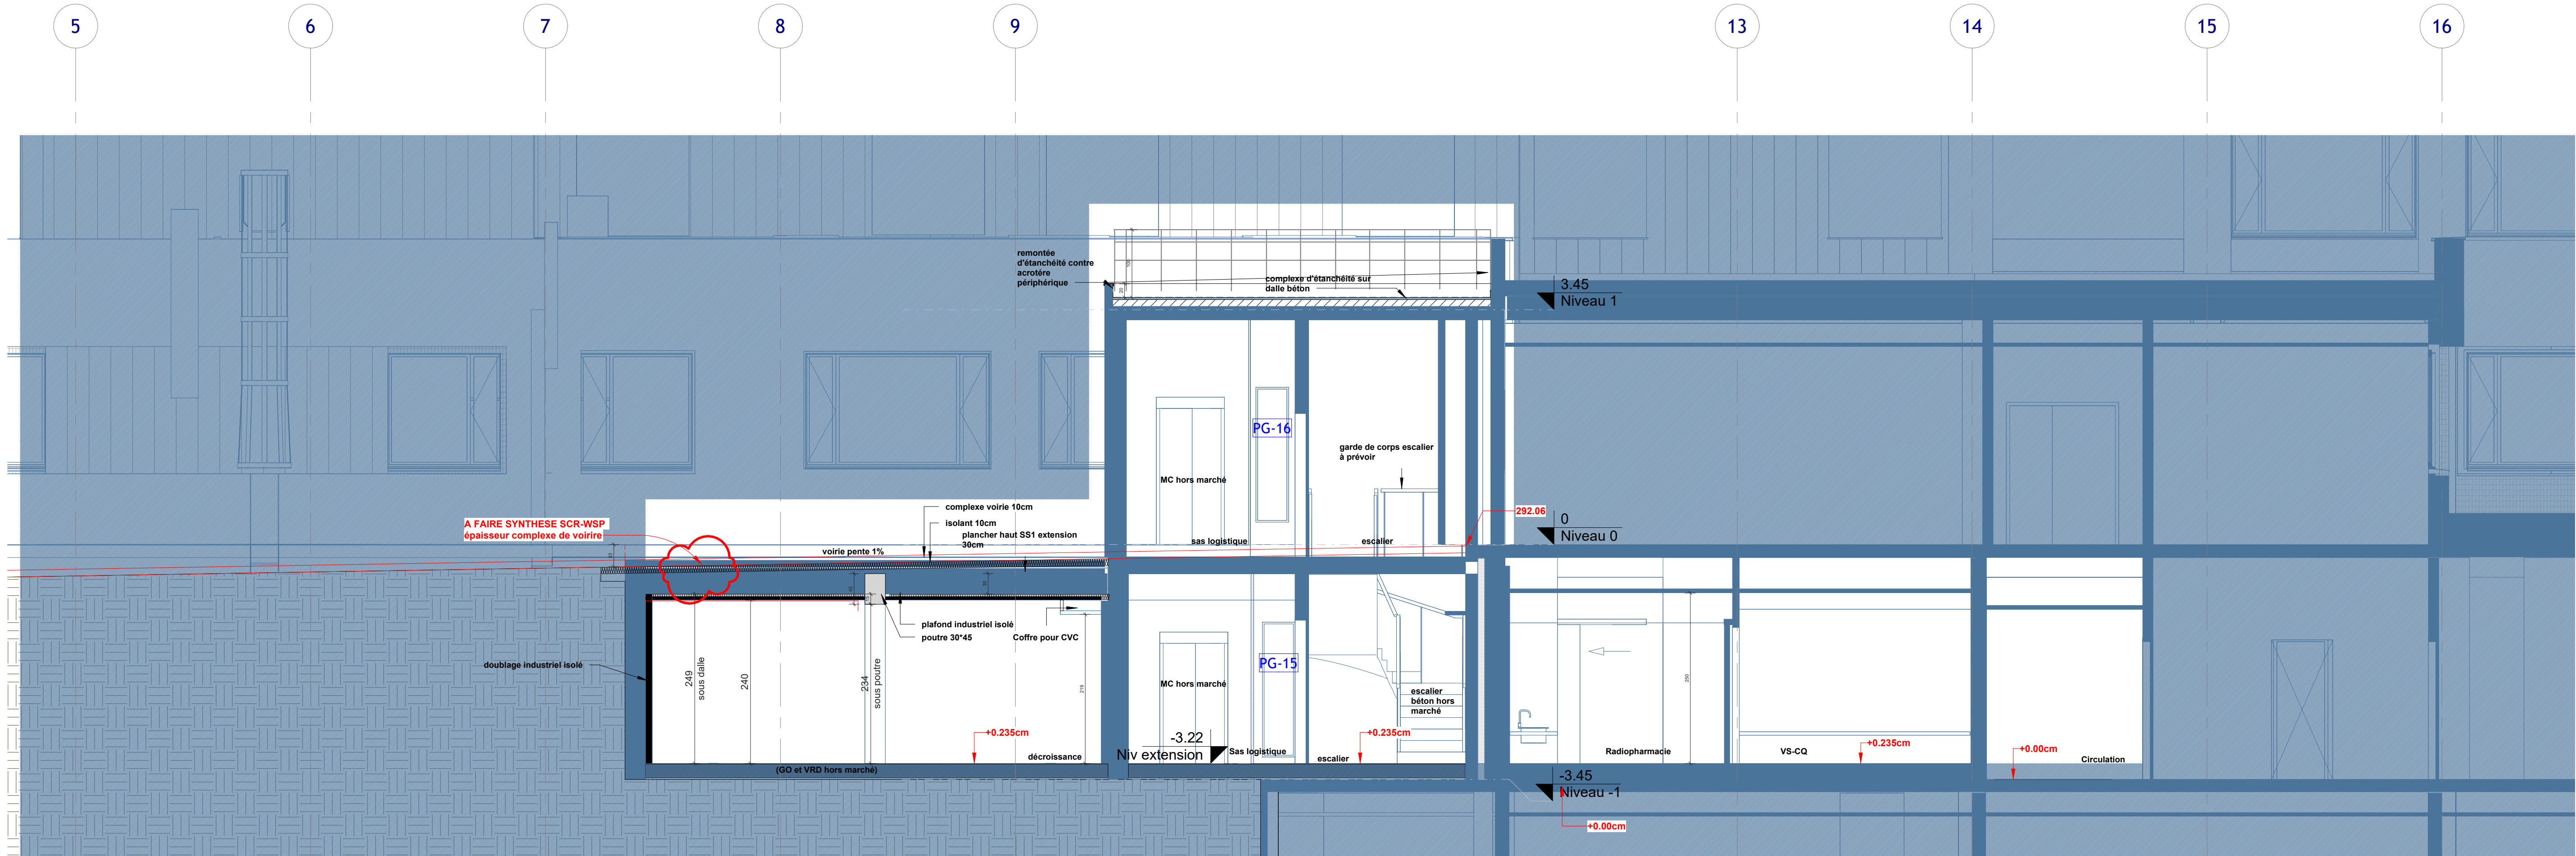 5
6
7
8
9
13
14
15
16
remontée
d'étanchéité contre
acrotére
périphérique
100
20
complexe d'étanchéité sur
dalle béton
3.45
Niveau 1
PG-16
garde de corps escalier
à prévoir
MC hors marché
292.06
0
Niveau 0
complexe voirie 10cm
isolant 10cm
plancher haut SS1 extension
30cm
A FAIRE SYNTHESE SCR-WSP
épaisseur complexe de voirire
voirie pente 1%
sas logistique
escalier
plafond industriel isolé
poutre 30*45
Coffre pour CVC
doublage industriel isolé
249
sous dalle
240
234
sous poutre
219
PG-15
MC hors marché
escalier
béton hors
marché
250
+0.235cm
décroissance
(GO et VRD hors marché)
-3.22
Niv extension
Sas logistique
+0.235cm
escalier
Radiopharmacie
VS-CQ
+0.235cm
+0.00cm
Circulation
-3.45
Niveau -1
+0.00cm